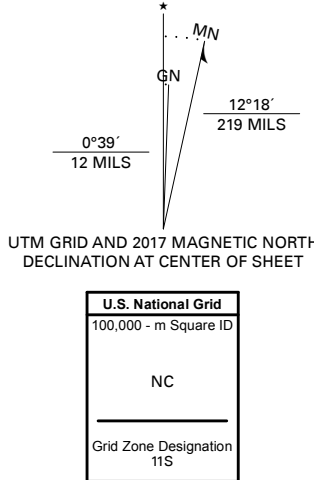 ★
MN
GN
0°39´
12 MILS
12°18´
219 MILS
UTM GRID AND 2017 MAGNETIC NORTH
DECLINATION AT CENTER OF SHEET
U.S. National Grid
100,000 - m Square ID
NC
Grid Zone Designation
11S